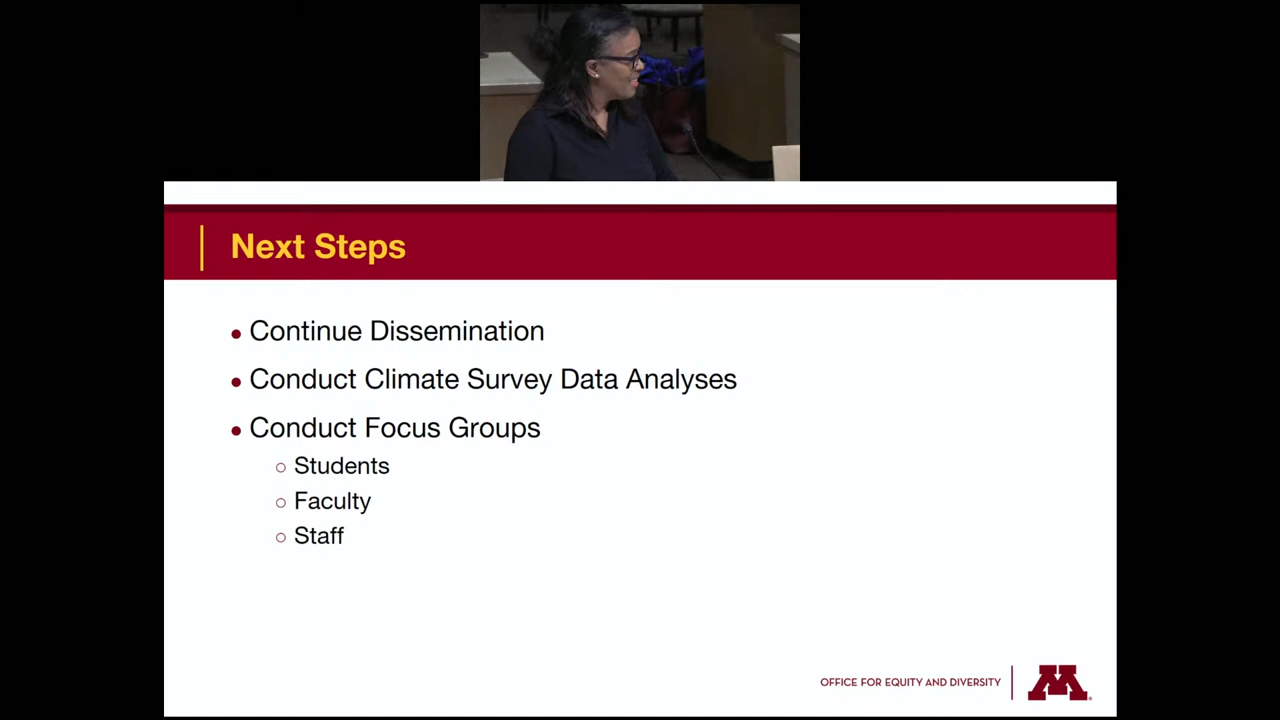 Next Steps
• Continue Dissemination
• Conduct Climate Survey Data Analyses
• Conduct Focus Groups
○ Students
○ Faculty
○ Staff
OFFICE FOR EQUITY AND DIVERSITY
M